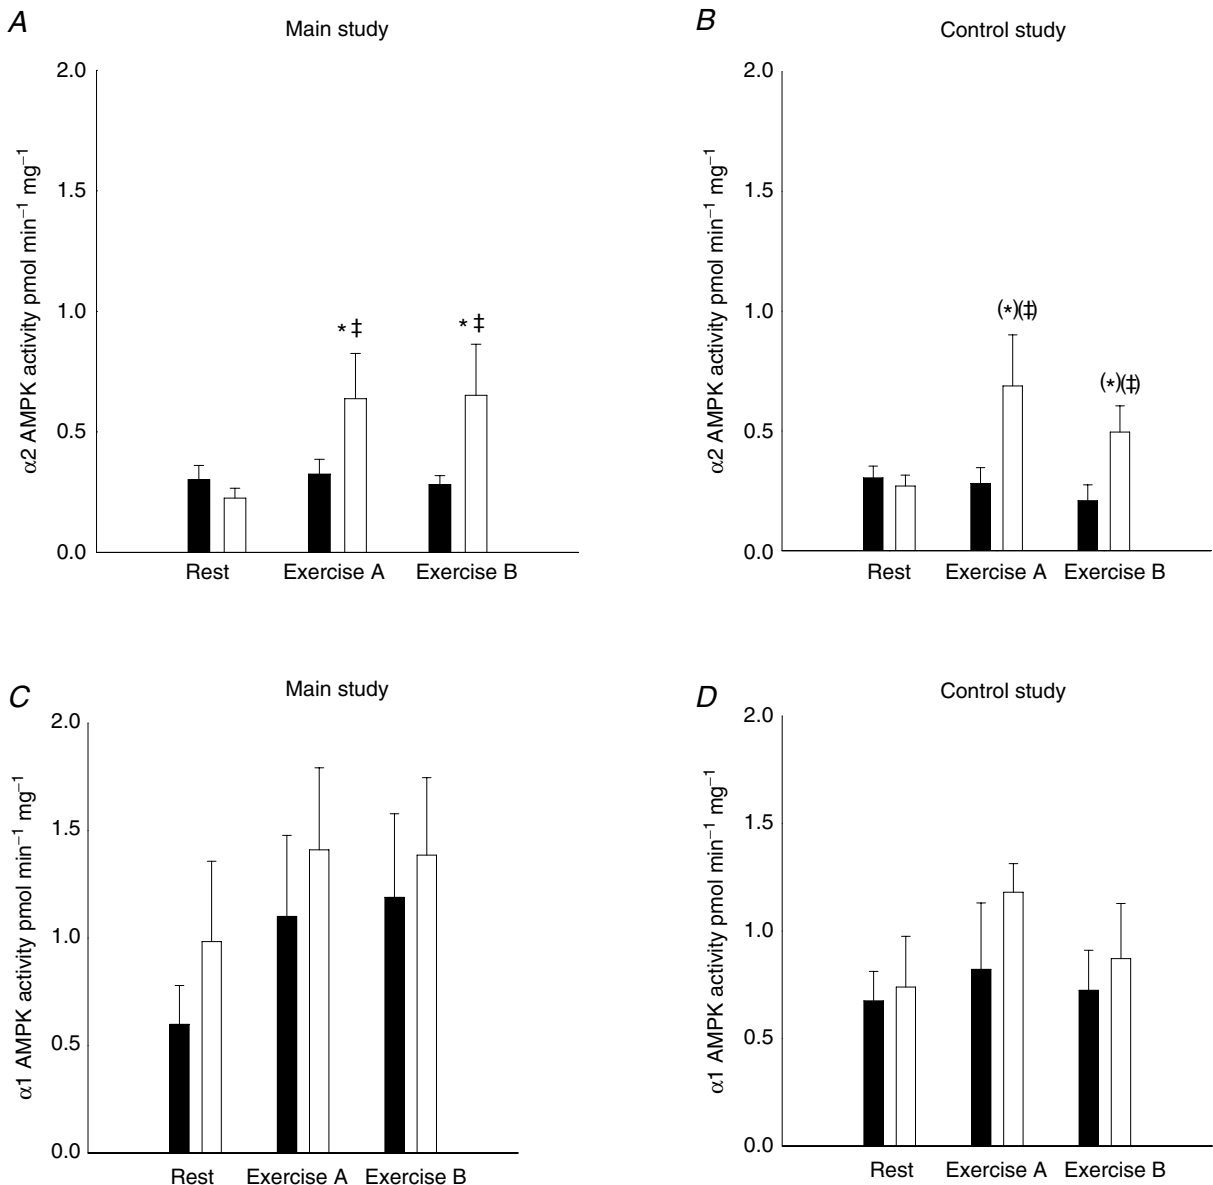 A
Main study
2.0
1.5
1.0
0.5
0.0
α2 AMPK activity pmol min⁻¹ mg⁻¹
* ‡
* ‡
Rest Exercise A Exercise B
B
Control study
2.0
1.5
1.0
0.5
0.0
α2 AMPK activity pmol min⁻¹ mg⁻¹
(*)(‡)
(*)(‡)
Rest Exercise A Exercise B
C
Main study
2.0
1.5
1.0
0.5
0.0
α1 AMPK activity pmol min⁻¹ mg⁻¹
Rest Exercise A Exercise B
D
Control study
2.0
1.5
1.0
0.5
0.0
α1 AMPK activity pmol min⁻¹ mg⁻¹
Rest Exercise A Exercise B